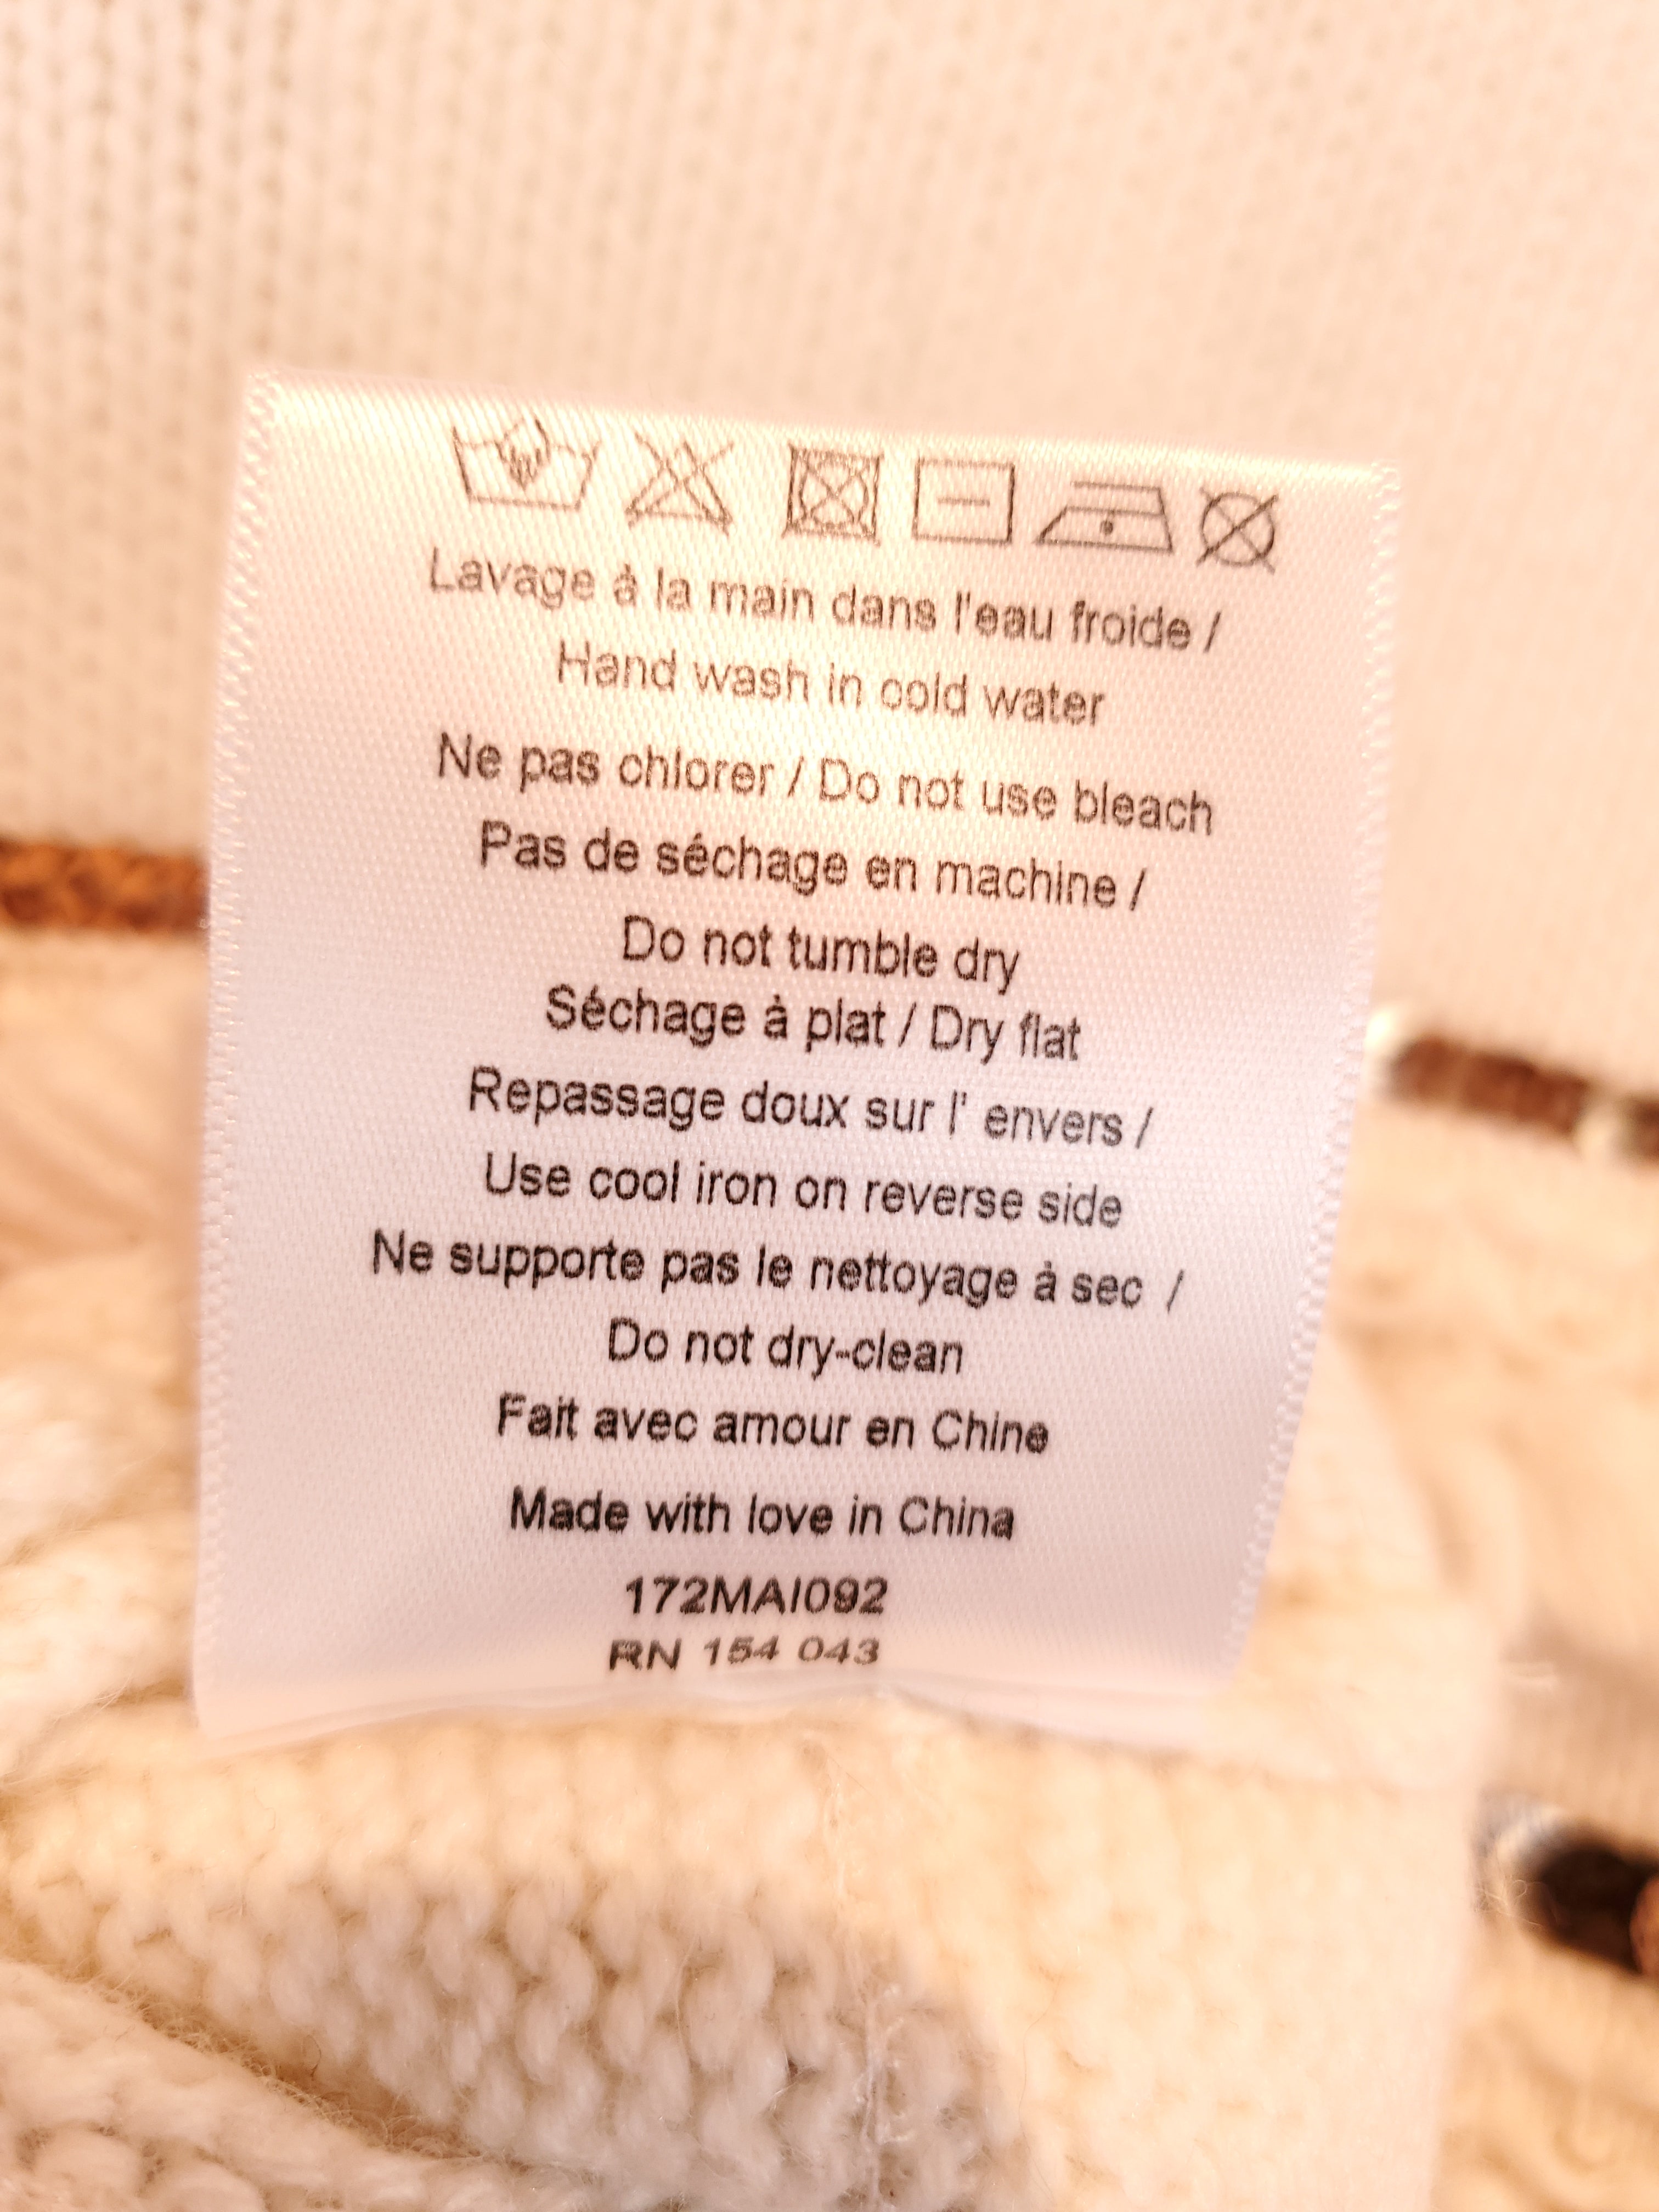 Lavage à la main dans l'eau froide /
Hand wash in cold water
Ne pas chlorer / Do not use bleach
Pas de séchage en machine /
Do not tumble dry
Séchage à plat / Dry flat
Repassage doux sur l' envers /
Use cool iron on reverse side
Ne supporte pas le nettoyage à sec /
Do not dry-clean
Fait avec amour en Chine
Made with love in China
172MAI092
RN 154 043